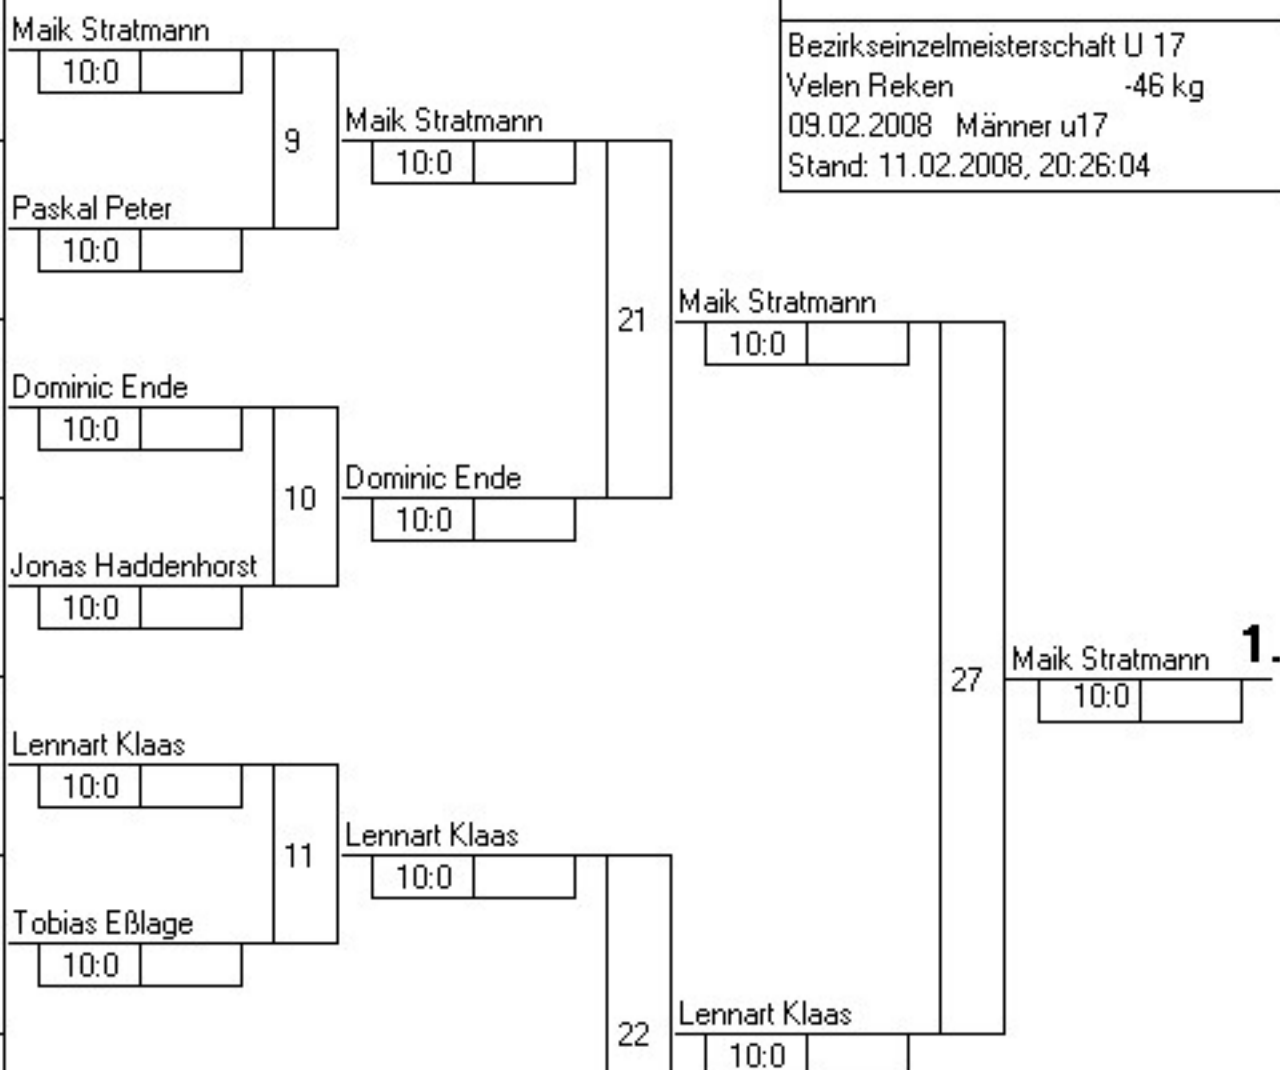 Maik Stratmann
10:0
9
Paskal Peter
10:0
Dominic Ende
10:0
10
Jonas Haddenhorst
10:0
Lennart Klaas
10:0
11
Tobias Eßlage
10:0
Maik Stratmann
10:0
21
Dominic Ende
10:0
Lennart Klaas
10:0
22
Maik Stratmann
10:0
27
Lennart Klaas
10:0
Maik Stratmann 1.
10:0
Bezirkseinzelmeisterschaft U 17
Velen Reken -46 kg
09.02.2008 Männer u17
Stand: 11.02.2008, 20:26:04